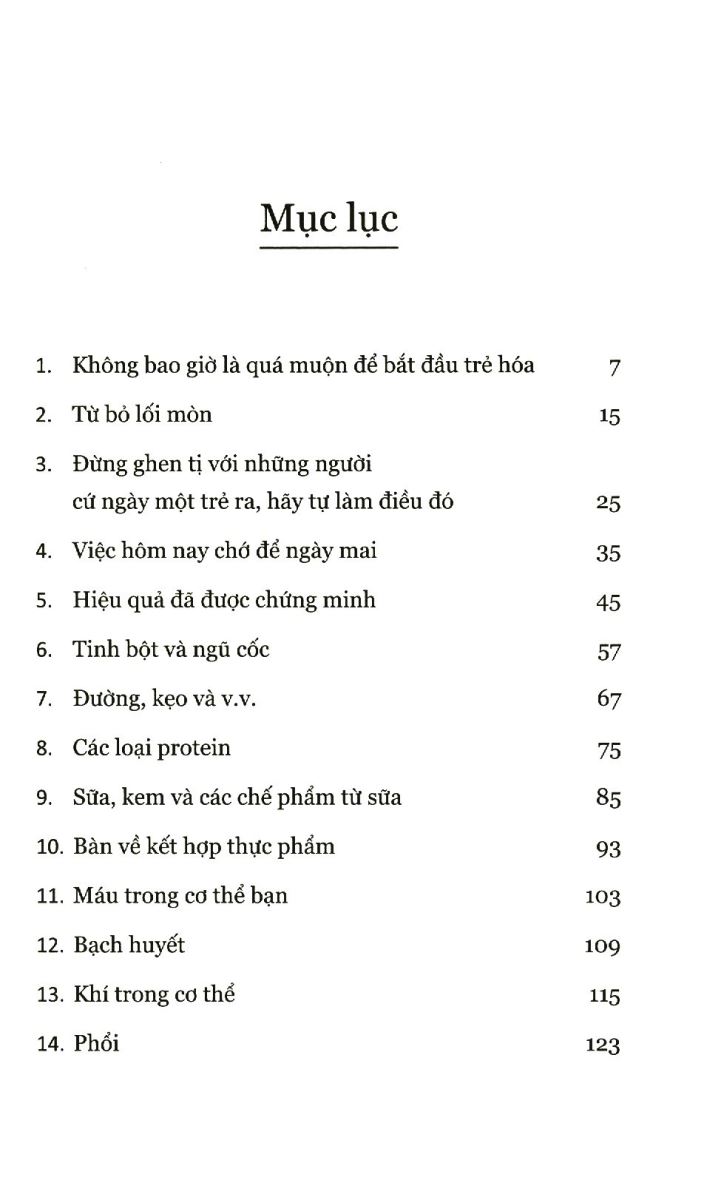 Mục lục
1. Không bao giờ là quá muộn để bắt đầu trẻ hóa 7
2. Từ bỏ lối mòn 15
3. Đừng ghen tị với những người
cứ ngày một trẻ ra, hãy tự làm điều đó 25
4. Việc hôm nay chớ để ngày mai 35
5. Hiệu quả đã được chứng minh 45
6. Tinh bột và ngũ cốc 57
7. Đường, kẹo và v.v. 67
8. Các loại protein 75
9. Sữa, kem và các chế phẩm từ sữa 85
10. Bàn về kết hợp thực phẩm 93
11. Máu trong cơ thể bạn 103
12. Bạch huyết 109
13. Khí trong cơ thể 115
14. Phổi 123